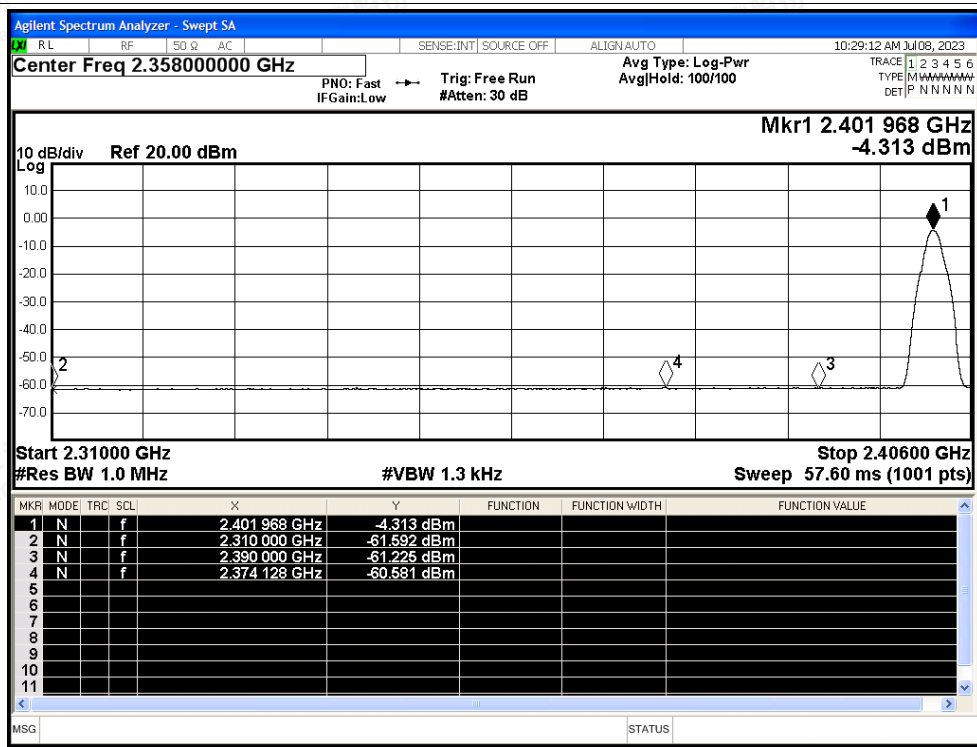 Agilent Spectrum Analyzer - Swept SA
LXI RL RF 50 Ω AC SENSE:INT SOURCE OFF ALIGN AUTO 10:29:12 AM Jul 08, 2023
Center Freq 2.358000000 GHz
PNO: Fast
IFGain:Low
Trig: Free Run
#Atten: 30 dB
Avg Type: Log-Pwr
Avg|Hold: 100/100
TRACE 1 2 3 4 5 6
TYPE M WWWWW
DET P N N N N N
Mkr1 2.401 968 GHz
-4.313 dBm
10 dB/div Ref 20.00 dBm
Log
10.0
0.00
-10.0
-20.0
-30.0
-40.0
-50.0
-60.0
-70.0
1
2
4
3
Start 2.31000 GHz Stop 2.40600 GHz
#Res BW 1.0 MHz #VBW 1.3 kHz Sweep 57.60 ms (1001 pts)
MKR MODE TRC SCL X Y FUNCTION FUNCTION WIDTH FUNCTION VALUE
1 N f 2.401 968 GHz -4.313 dBm
2 N f 2.310 000 GHz -61.592 dBm
3 N f 2.390 000 GHz -61.225 dBm
4 N f 2.374 128 GHz -60.581 dBm
5
6
7
8
9
10
11
MSG STATUS